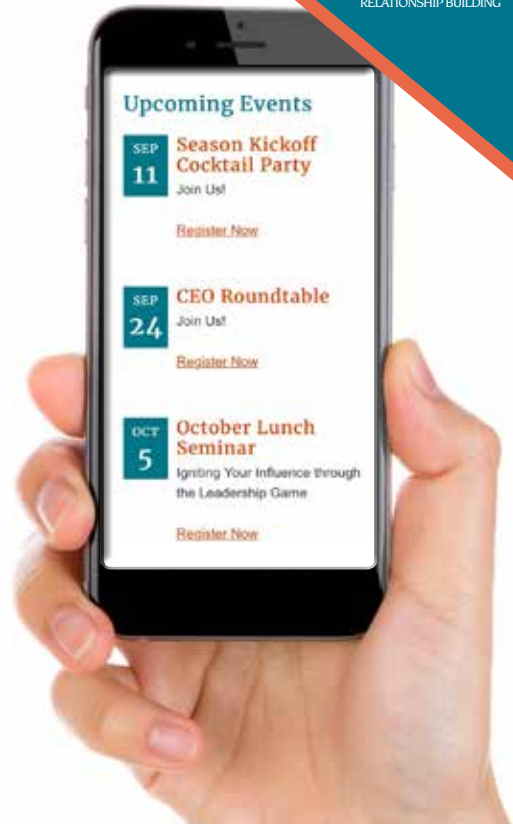 RELATIONSHIP BUILDING
Upcoming Events
SEP
11
Season Kickoff
Cocktail Party
Join Us!
Register Now
SEP
24
CEO Roundtable
Join Us!
Register Now
OCT
5
October Lunch
Seminar
Igniting Your Influence through
the Leadership Game
Register Now